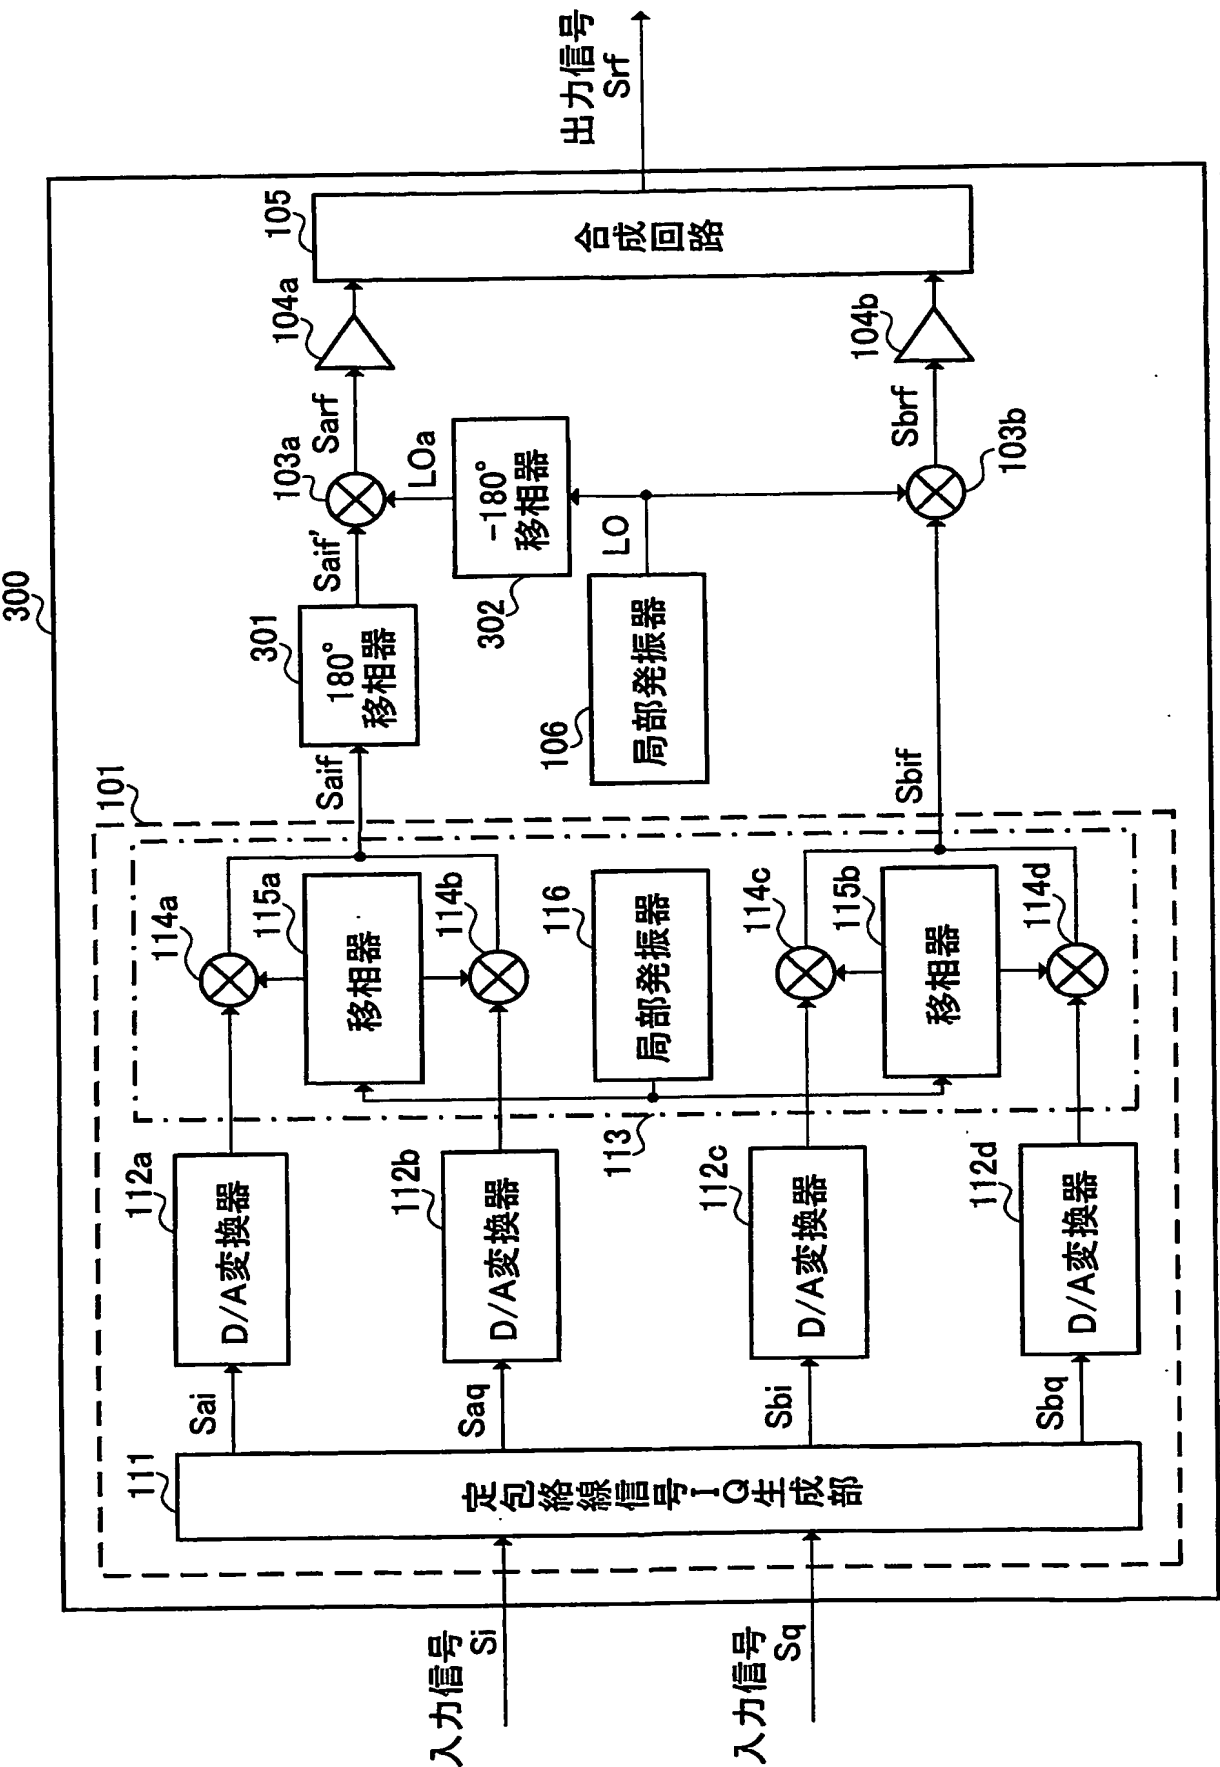 300
101
入力信号
Si
入力信号
Sq
111
定包絡線信号IQ生成部
Sai
Saq
Sbi
Sbq
112a
D/A変換器
112b
D/A変換器
112c
D/A変換器
112d
D/A変換器
113
114a
115a
移相器
114b
116
局部発振器
114c
115b
移相器
114d
Saif
Sbif
301
180°
移相器
Saif'
106
局部発振器
LO
302
-180°
移相器
LOa
103a
Sarf
103b
Sbrf
104a
104b
105
合成回路
出力信号
Srf